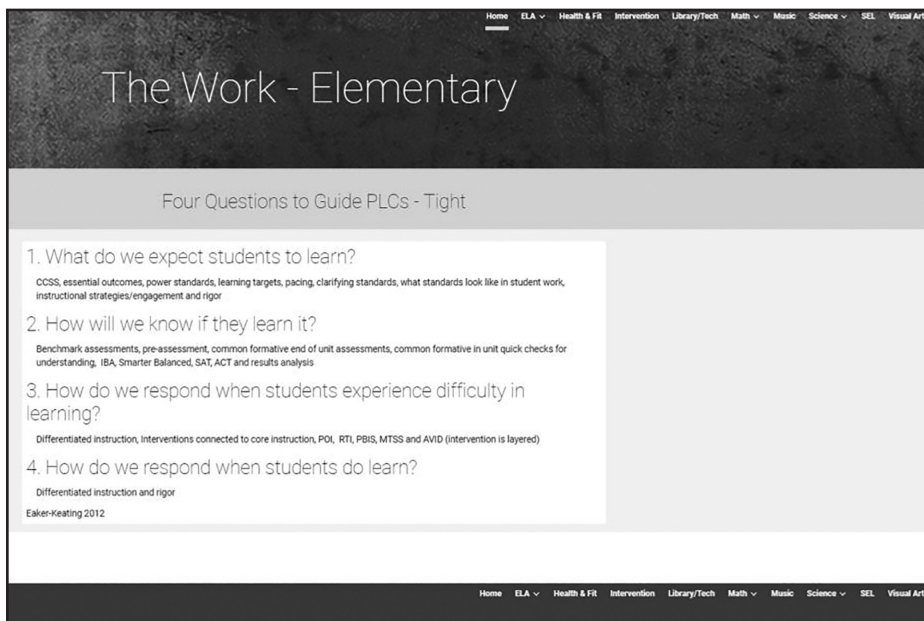 Home ELA Health & Fit Intervention Library/Tech Math Music Science SEL Visual Art
The Work - Elementary
Four Questions to Guide PLCs - Tight
1. What do we expect students to learn?
CCSS, essential outcomes, power standards, learning targets, pacing, clarifying standards, what standards look like in student work,
instructional strategies/engagement and rigor
2. How will we know if they learn it?
Benchmark assessments, pre-assessment, common formative end of unit assessments, common formative in unit quick checks for
understanding, IBA, Smarter Balanced, SAT, ACT and results analysis
3. How do we respond when students experience difficulty in
learning?
Differentiated instruction, Interventions connected to core instruction, POI, RTI, PBIS, MTSS and AVID (intervention is layered)
4. How do we respond when students do learn?
Differentiated instruction and rigor
Eaker-Keating 2012
Home ELA Health & Fit Intervention Library/Tech Math Music Science SEL Visual Art